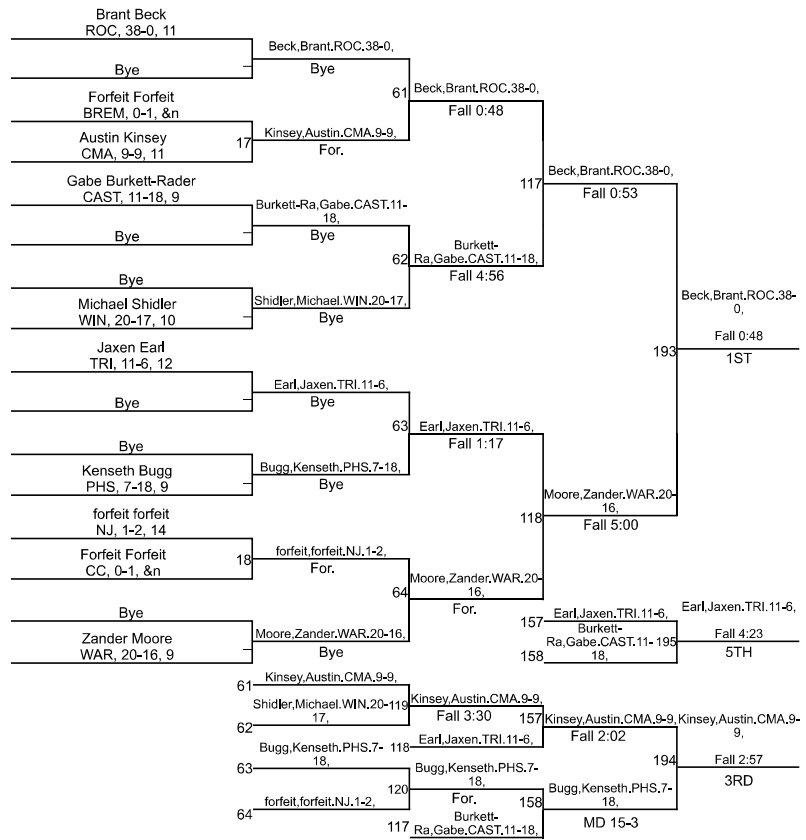 Brant Beck
ROC, 38-0, 11
Beck,Brant.ROC.38-0,
Bye
Bye
61
Beck,Brant.ROC.38-0,
Fall 0:48
Forfeit Forfeit
BREM, 0-1, &n
17
Kinsey,Austin.CMA.9-9,
For.
Austin Kinsey
CMA, 9-9, 11
117
Beck,Brant.ROC.38-0,
Fall 0:53
Gabe Burkett-Rader
CAST, 11-18, 9
Burkett-Ra,Gabe.CAST.11-
18,
Bye
Bye
62
Burkett-
Ra,Gabe.CAST.11-18,
Fall 4:56
Bye
Shidler,Michael.WIN.20-17,
Bye
Michael Shidler
WIN, 20-17, 10
193
Beck,Brant.ROC.38-
0,
Fall 0:48
1ST
Jaxen Earl
TRI, 11-6, 12
Earl,Jaxen.TRI.11-6,
Bye
Bye
63
Earl,Jaxen.TRI.11-6,
Fall 1:17
Bye
Bugg,Kenseth.PHS.7-18,
Bye
Kenseth Bugg
PHS, 7-18, 9
118
Moore,Zander.WAR.20-
16,
Fall 5:00
forfeit forfeit
NJ, 1-2, 14
18
forfeit,forfeit.NJ.1-2,
For.
Forfeit Forfeit
CC, 0-1, &n
64
Moore,Zander.WAR.20-
16,
For.
Bye
Moore,Zander.WAR.20-16,
Bye
Zander Moore
WAR, 20-16, 9
157
Earl,Jaxen.TRI.11-6,
158
Burkett-
Ra,Gabe.CAST.11-
18,
195
Earl,Jaxen.TRI.11-6,
Fall 4:23
5TH
61
Kinsey,Austin.CMA.9-9,
62
Shidler,Michael.WIN.20-
17,
119
Kinsey,Austin.CMA.9-9,
Fall 3:30
118
Earl,Jaxen.TRI.11-6,
157
Kinsey,Austin.CMA.9-9,
Fall 2:02
63
Bugg,Kenseth.PHS.7-
18,
64
forfeit,forfeit.NJ.1-2,
120
Bugg,Kenseth.PHS.7-
18,
For.
117
Burkett-
Ra,Gabe.CAST.11-18,
158
Bugg,Kenseth.PHS.7-
18,
MD 15-3
194
Kinsey,Austin.CMA.9-
9,
Fall 2:57
3RD